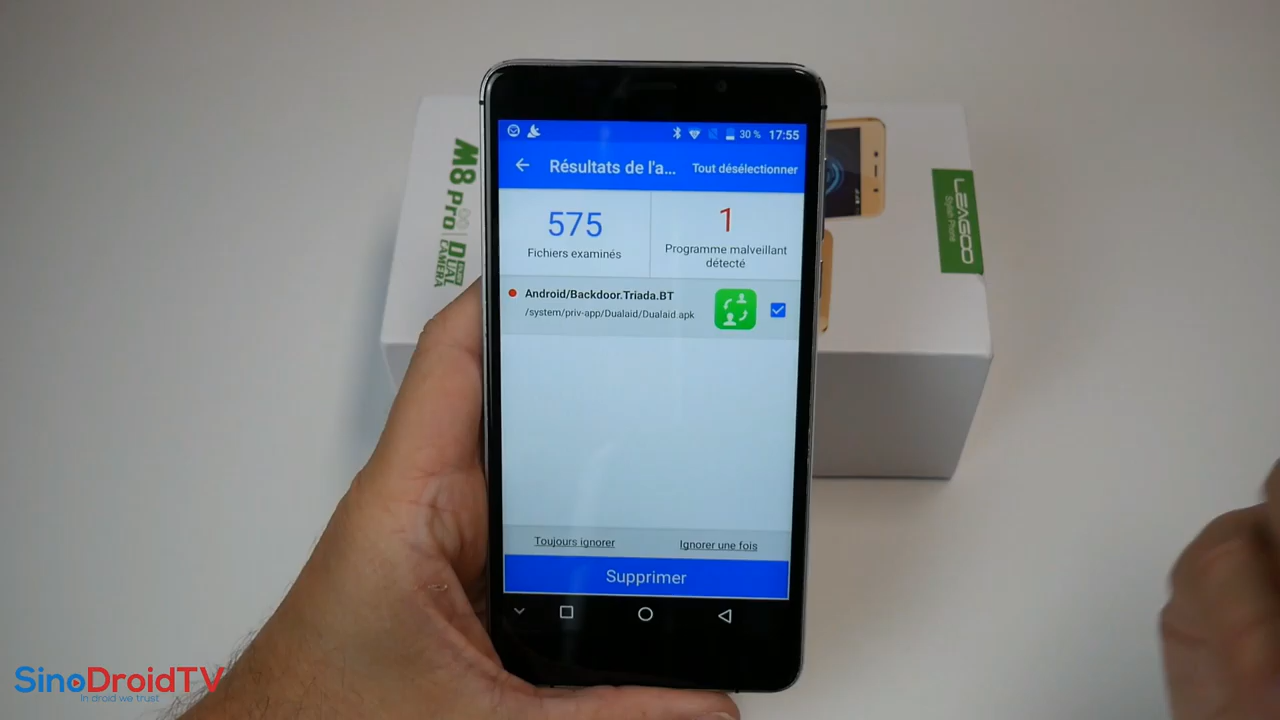 30 % 17:55
Résultats de l'a... Tout désélectionner
575
Fichiers examinés
1
Programme malveillant
détecté
Android/Backdoor.Triada.BT
/system/priv-app/Dualaid/Dualaid.apk
Toujours ignorer
Ignorer une fois
Supprimer
M8 Pro
DUAL
CAMERA
LEAGOO
Stylish Phone
SinoDroidTV
in droid we trust